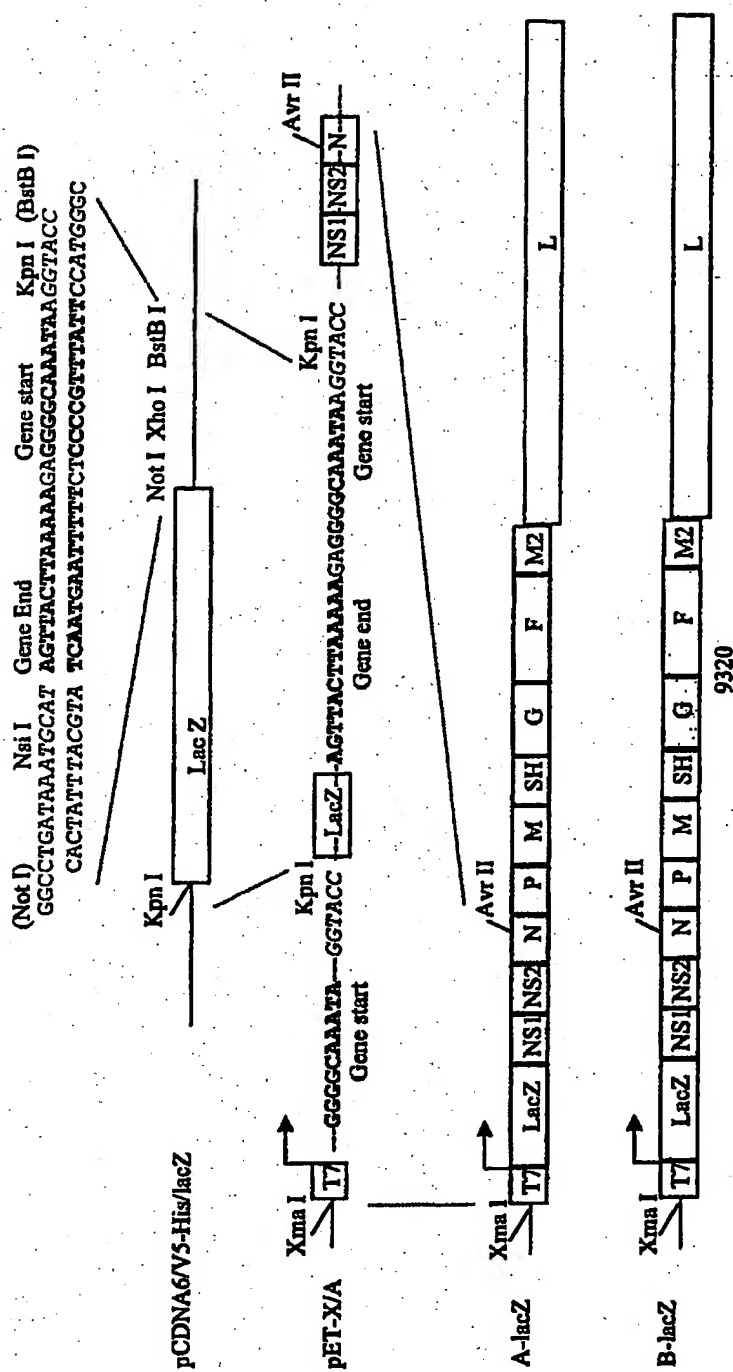 (Not I) Nsi I Gene End Gene start Kpn I (BstB I)
GGCCTGATAAATGCAT AGTTACTTAAAAAGAGGGGCAAATAAGGTACC
CACTATTTACGTA TCAATGAATTTTTCTCCCCGTTTATTCCATGGGC
pCDNA6/V5-His/lacZ
Kpn I Not I Xho I BstB I
Lac Z
pET-X/A
Xma I Kpn I Kpn I Avr II
T7 ---GGGGCAAATA---GGTACC ---LacZ---AGTTACTTAAAAAGAGGGGCAAATAAGGTACC ---NS1-NS2--N---
Gene start Gene end Gene start
A-lacZ
Xma I Avr II
T7 LacZ NS1 NS2 N P M SH G F M2 L
B-lacZ
Xma I Avr II
T7 LacZ NS1 NS2 N P M SH G F M2 L
9320